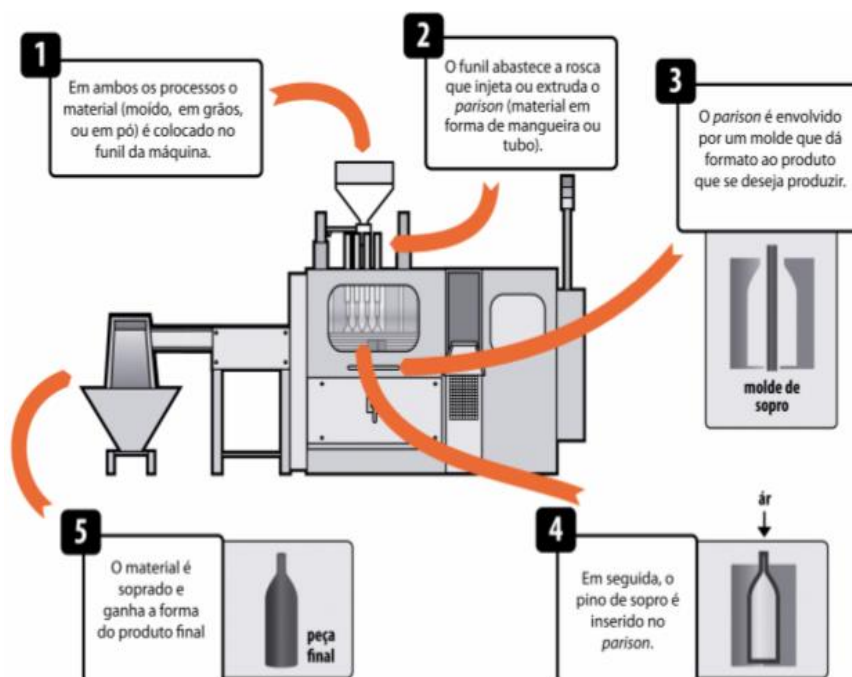 1
Em ambos os processos o
material (moído, em grãos,
ou em pó) é colocado no
funil da máquina.
2
O funil abastece a rosca
que injeta ou extruda o
parison (material em
forma de mangueira ou
tubo).
3
O parison é envolvido
por um molde que dá
formato ao produto
que se deseja produzir.
molde de
sopro
4
Em seguida, o
pino de sopro é
inserido no
parison.
ár
5
O material é
soprado e
ganha a forma
do produto final
peça
final